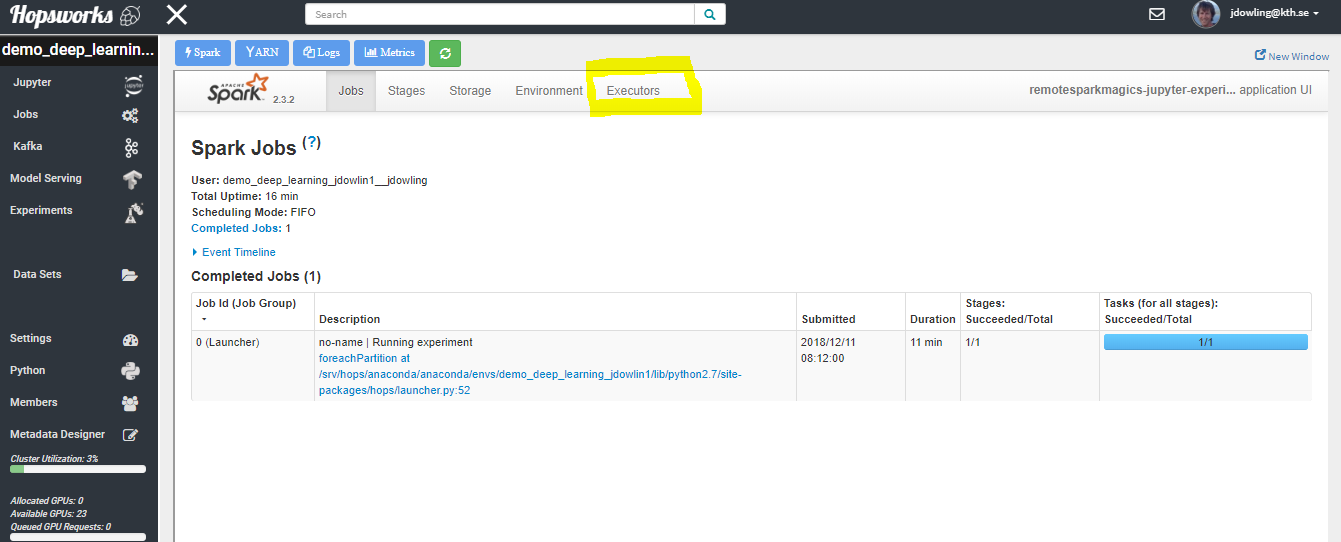 Hopsworks
Search
jdowling@kth.se
demo_deep_learnin...
Spark
YARN
Logs
Metrics
New Window
Jupyter
Jobs
Kafka
Model Serving
Experiments
Data Sets
Settings
Python
Members
Metadata Designer
Cluster Utilization: 3%
Allocated GPUs: 0
Available GPUs: 23
Queued GPU Requests: 0
APACHE
Spark 2.3.2
Jobs
Stages
Storage
Environment
Executors
remotesparkmagics-jupyter-experi... application UI
Spark Jobs (?)
User: demo_deep_learning_jdowlin1__jdowling
Total Uptime: 16 min
Scheduling Mode: FIFO
Completed Jobs: 1
Event Timeline
Completed Jobs (1)
Job Id (Job Group)
Description
Submitted
Duration
Stages:
Succeeded/Total
Tasks (for all stages):
Succeeded/Total
0 (Launcher)
no-name | Running experiment
foreachPartition at
/srv/hops/anaconda/anaconda/envs/demo_deep_learning_jdowlin1/lib/python2.7/site-
packages/hops/launcher.py:52
2018/12/11
08:12:00
11 min
1/1
1/1